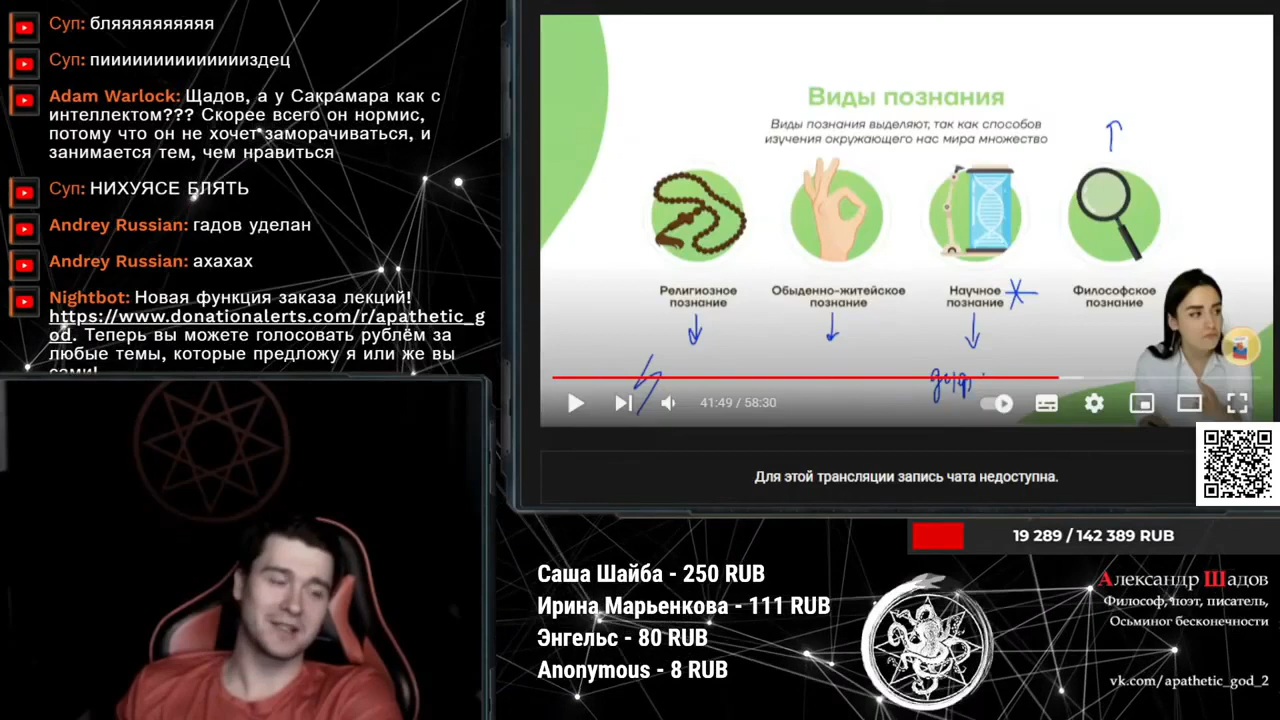 Суп: бляяяяяяяяяя
Суп: пиииииииииииииииздец
Adam Warlock: Щадов, а у Сакрамара как с
интеллектом??? Скорее всего он нормис,
потому что он не хочет заморачиваться, и
занимается тем, чем нравиться
Суп: НИХУЯСЕ БЛЯТЬ
Andrey Russian: гадов уделан
Andrey Russian: ахахах
Nightbot: Новая функция заказа лекций!
https://www.donationalerts.com/r/apathetic_g
od. Теперь вы можете голосовать рублём за
любые темы, которые предложу я или же вы
сами!
Виды познания
Виды познания выделяют, так как способов
изучения окружающего нас мира множество
Религиозное
познание
Обыденно-житейское
познание
Научное
познание
Философское
познание
41:49 / 58:30
Для этой трансляции запись чата недоступна.
19 289 / 142 389 RUB
Саша Шайба - 250 RUB
Ирина Марьенкова - 111 RUB
Энгельс - 80 RUB
Anonymous - 8 RUB
Александр Шадов
Философ, поэт, писатель,
Осьминог бесконечности
vk.com/apathetic_god_2